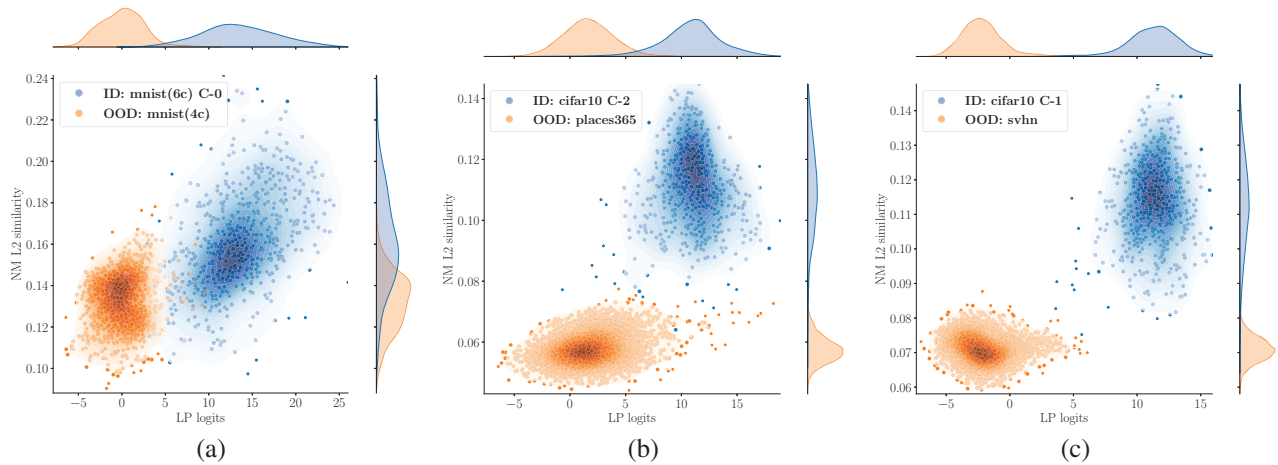 0.24
0.22
0.20
0.18
0.16
0.14
0.12
0.10
NM L2 similarity
ID: mnist(6c) C-0
OOD: mnist(4c)
−5
0
5
10
15
20
25
LP logits
(a)
0.14
0.12
0.10
0.08
0.06
NM L2 similarity
ID: cifar10 C-2
OOD: places365
−5
0
5
10
15
LP logits
(b)
0.14
0.13
0.12
0.11
0.10
0.09
0.08
0.07
0.06
NM L2 similarity
ID: cifar10 C-1
OOD: svhn
−5
0
5
10
15
LP logits
(c)